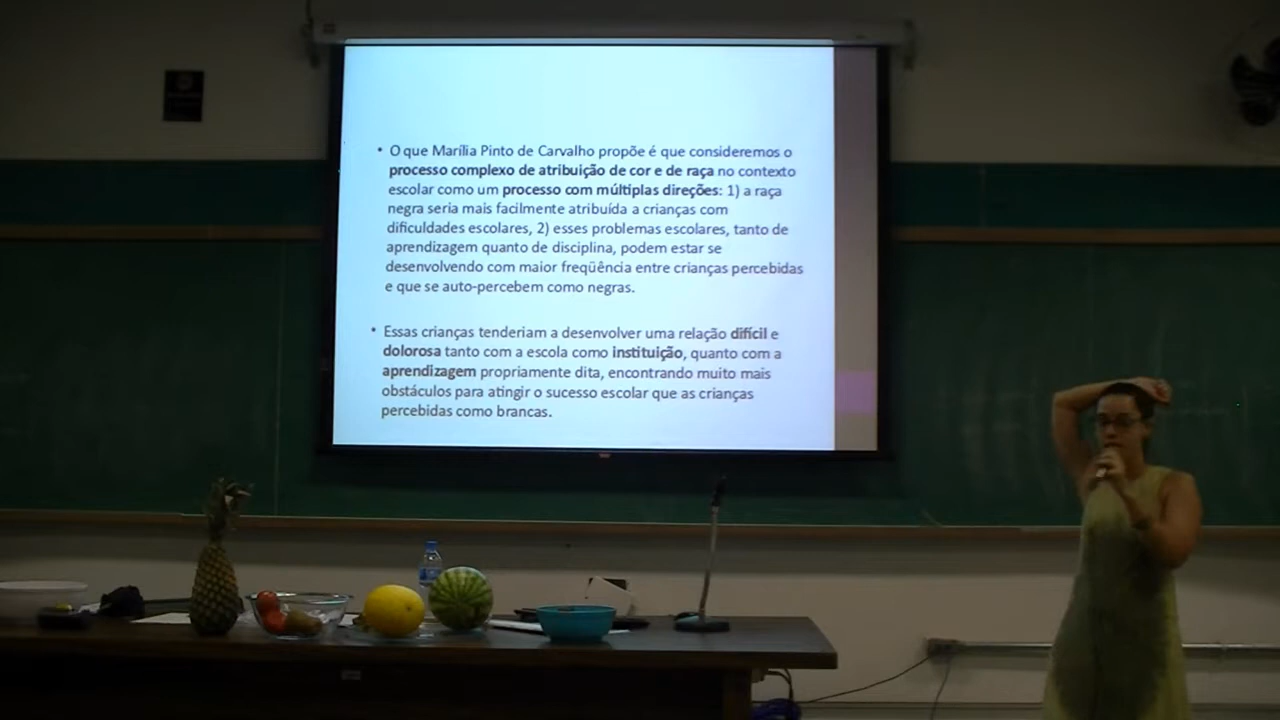 • O que Marília Pinto de Carvalho propõe é que consideremos o
processo complexo de atribuição de cor e de raça no contexto
escolar como um processo com múltiplas direções: 1) a raça
negra seria mais facilmente atribuída a crianças com
dificuldades escolares, 2) esses problemas escolares, tanto de
aprendizagem quanto de disciplina, podem estar se
desenvolvendo com maior freqüência entre crianças percebidas
e que se auto-percebem como negras.
• Essas crianças tenderiam a desenvolver uma relação difícil e
dolorosa tanto com a escola como instituição, quanto com a
aprendizagem propriamente dita, encontrando muito mais
obstáculos para atingir o sucesso escolar que as crianças
percebidas como brancas.